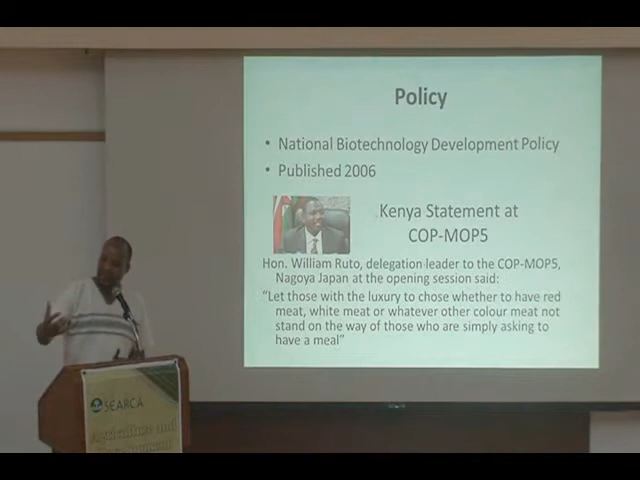 Policy
• National Biotechnology Development Policy
• Published 2006
Kenya Statement at
COP-MOP5
Hon. William Ruto, delegation leader to the COP-MOP5,
Nagoya Japan at the opening session said:
“Let those with the luxury to chose whether to have red
meat, white meat or whatever other colour meat not
stand on the way of those who are simply asking to
have a meal”
SEARCA
Agriculture and